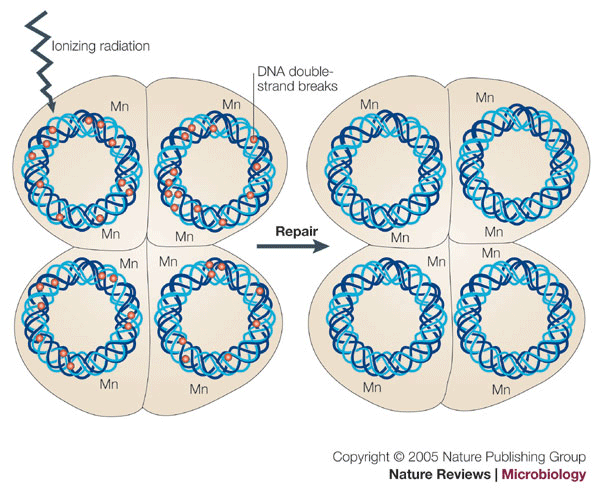 Ionizing radiation
DNA double-
strand breaks
Mn
Mn
Mn
Mn
Mn
Mn
Repair
Mn
Mn
Mn
Mn
Mn
Mn
Mn
Mn
Mn
Mn
Copyright © 2005 Nature Publishing Group
Nature Reviews | Microbiology